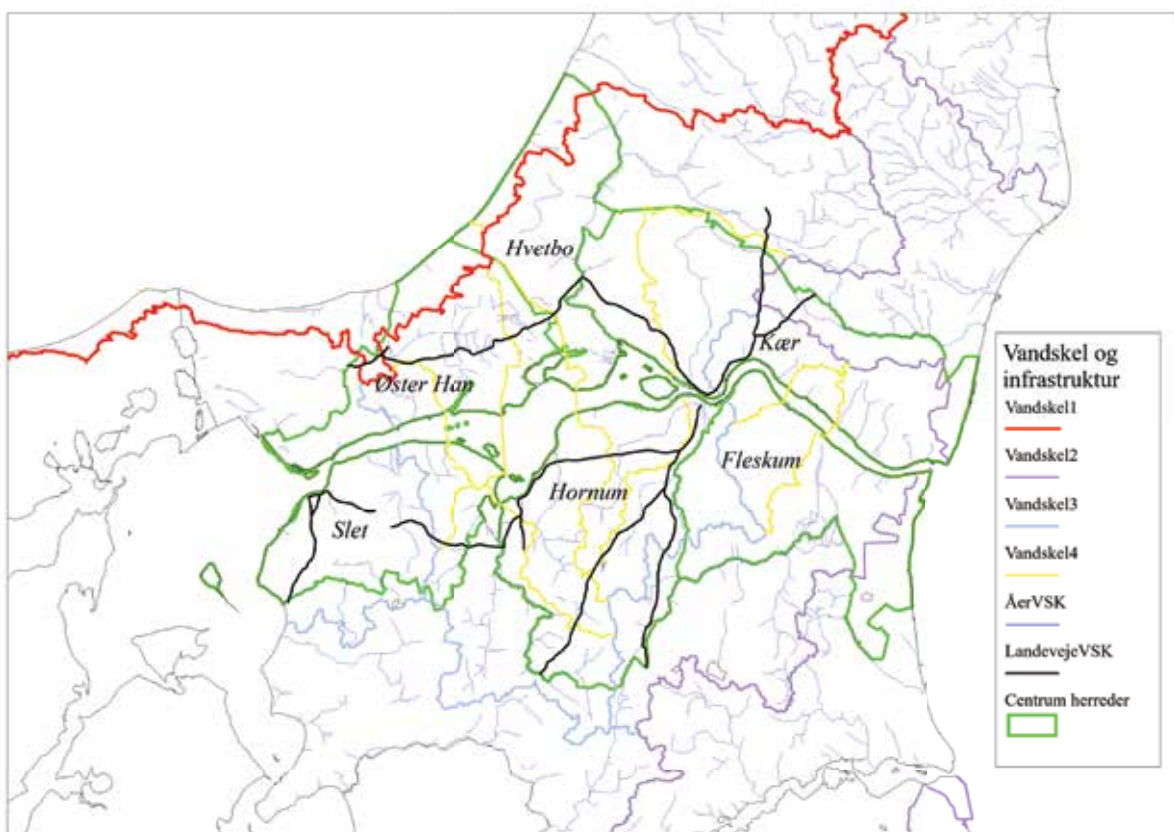 Hvetbo
Kær
Øster Han
Fleskum
Hornum
Slet
Vandskel og
infrastruktur
Vandskel1
Vandskel2
Vandskel3
Vandskel4
ÅerVSK
LandevejeVSK
Centrum herreder